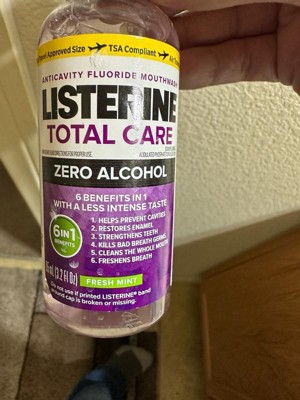 Travel Approved Size TSA Compliant
ANTICAVITY FLUORIDE MOUTHWASH
LISTERINE
TOTAL CARE
ZERO ALCOHOL
6 BENEFITS IN 1
WITH A LESS INTENSE TASTE
6 IN 1
BENEFITS
1. HELPS PREVENT CAVITIES
2. RESTORES ENAMEL
3. STRENGTHENS TEETH
4. KILLS BAD BREATH GERMS
5. CLEANS THE WHOLE MOUTH
6. FRESHENS BREATH
(3.2 fl Oz)
FRESH MINT
Do not use if printed LISTERINE® band
around cap is broken or missing.